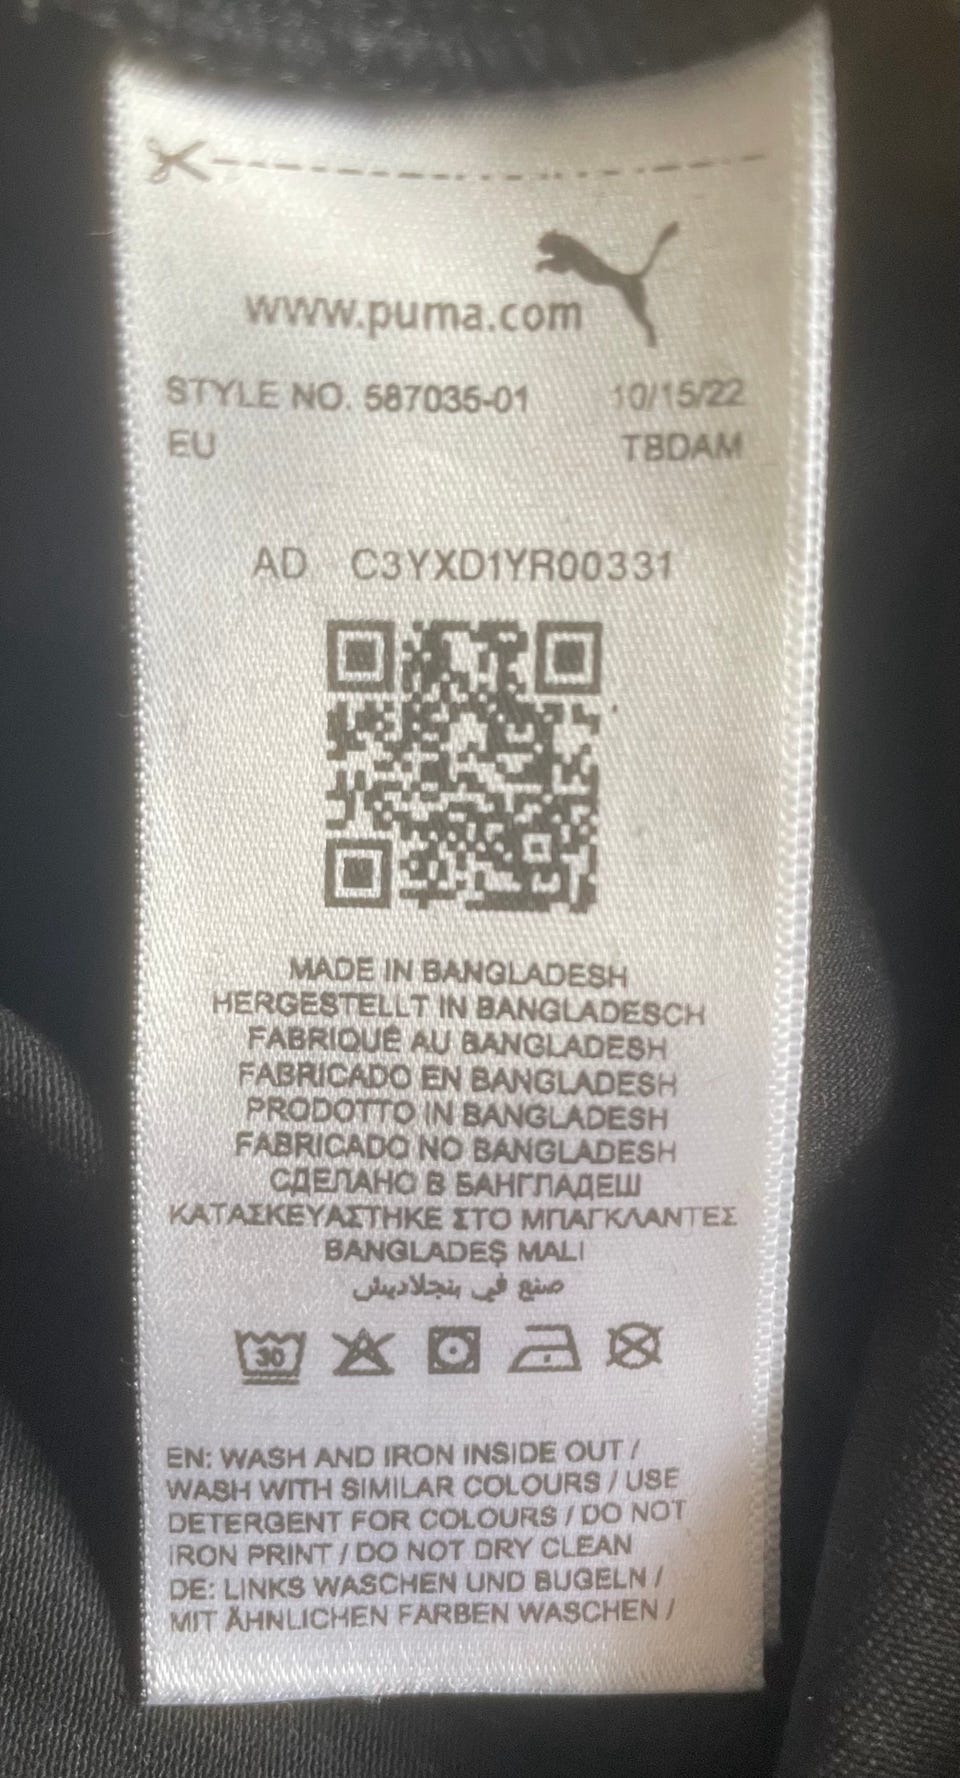 www.puma.com
STYLE NO. 587035-01 10/15/22
EU TBDAM
AD C3YXD1YR00331
MADE IN BANGLADESH
HERGESTELLT IN BANGLADESCH
FABRIQUÉ AU BANGLADESH
FABRICADO EN BANGLADESH
PRODOTTO IN BANGLADESH
FABRICADO NO BANGLADESH
СДЕЛАНО В БАНГЛАДЕШ
ΚΑΤΑΣΚΕΥΑΣΤΗΚΕ ΣΤΟ ΜΠΑΓΚΛΑΝΤΕΣ
BANGLADEŞ MALI
صنع في بنجلاديش
30
EN: WASH AND IRON INSIDE OUT /
WASH WITH SIMILAR COLOURS / USE
DETERGENT FOR COLOURS / DO NOT
IRON PRINT / DO NOT DRY CLEAN
DE: LINKS WASCHEN UND BUGELN /
MIT ÄHNLICHEN FARBEN WASCHEN /